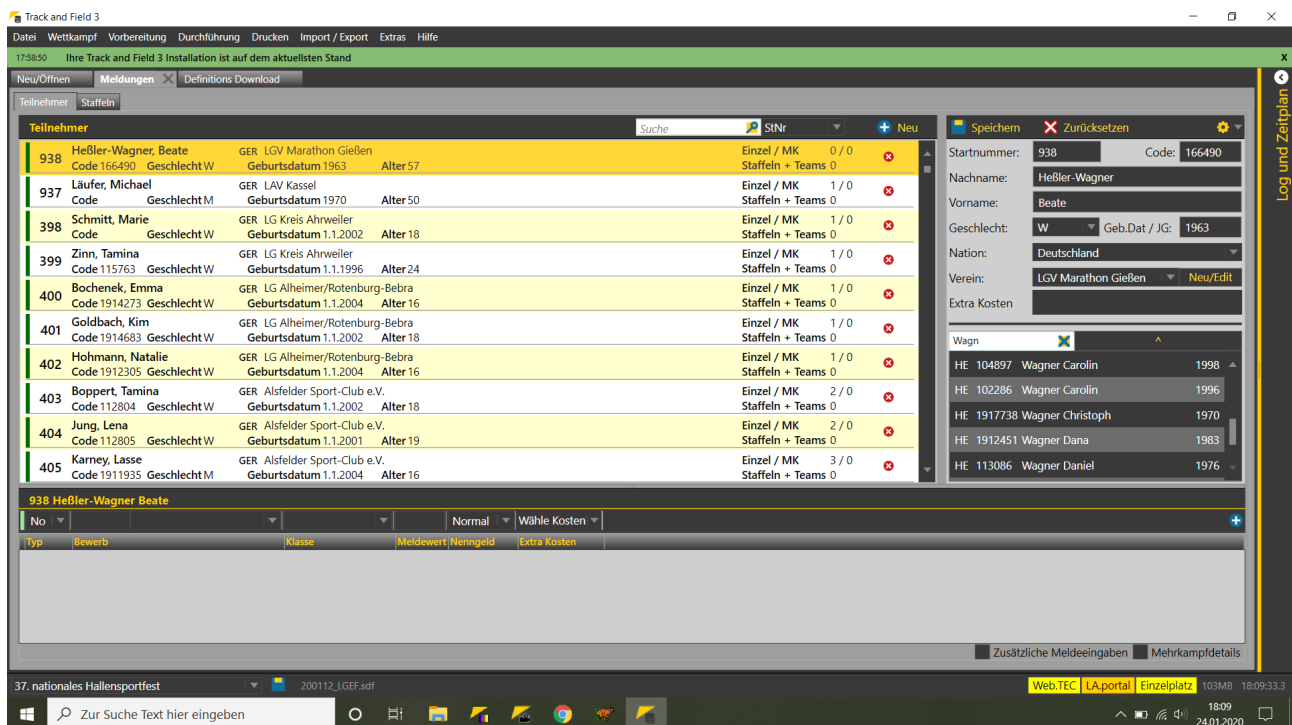 Track and Field 3
Datei Wettkampf Vorbereitung Durchführung Drucken Import / Export Extras Hilfe
17:58:50 Ihre Track and Field 3 Installation ist auf dem aktuellsten Stand X
Neu/Öffnen Meldungen Definitions Download
Teilnehmer Staffeln
Log und Zeitplan
Teilnehmer Suche StNr Neu
938 Heßler-Wagner, Beate GER LGV Marathon Gießen Einzel / MK 0 / 0
Code 166490 Geschlecht W Geburtsdatum 1963 Alter 57 Staffeln + Teams 0
937 Läufer, Michael GER LAV Kassel Einzel / MK 1 / 0
Code Geschlecht M Geburtsdatum 1970 Alter 50 Staffeln + Teams 0
398 Schmitt, Marie GER LG Kreis Ahrweiler Einzel / MK 1 / 0
Code Geschlecht W Geburtsdatum 1.1.2002 Alter 18 Staffeln + Teams 0
399 Zinn, Tamina GER LG Kreis Ahrweiler Einzel / MK 1 / 0
Code 115763 Geschlecht W Geburtsdatum 1.1.1996 Alter 24 Staffeln + Teams 0
400 Bochenek, Emma GER LG Alheimer/Rotenburg-Bebra Einzel / MK 1 / 0
Code 1914273 Geschlecht W Geburtsdatum 1.1.2004 Alter 16 Staffeln + Teams 0
401 Goldbach, Kim GER LG Alheimer/Rotenburg-Bebra Einzel / MK 1 / 0
Code 1914683 Geschlecht W Geburtsdatum 1.1.2002 Alter 18 Staffeln + Teams 0
402 Hohmann, Natalie GER LG Alheimer/Rotenburg-Bebra Einzel / MK 1 / 0
Code 1912305 Geschlecht W Geburtsdatum 1.1.2004 Alter 16 Staffeln + Teams 0
403 Boppert, Tamina GER Alsfelder Sport-Club e.V. Einzel / MK 2 / 0
Code 112804 Geschlecht W Geburtsdatum 1.1.2002 Alter 18 Staffeln + Teams 0
404 Jung, Lena GER Alsfelder Sport-Club e.V. Einzel / MK 2 / 0
Code 112805 Geschlecht W Geburtsdatum 1.1.2001 Alter 19 Staffeln + Teams 0
405 Karney, Lasse GER Alsfelder Sport-Club e.V. Einzel / MK 3 / 0
Code 1911935 Geschlecht M Geburtsdatum 1.1.2004 Alter 16 Staffeln + Teams 0
Speichern Zurücksetzen
Startnummer: 938 Code: 166490
Nachname: Heßler-Wagner
Vorname: Beate
Geschlecht: W Geb.Dat / JG: 1963
Nation: Deutschland
Verein: LGV Marathon Gießen Neu/Edit
Extra Kosten
Wagn ^
HE 104897 Wagner Carolin 1998
HE 102286 Wagner Carolin 1996
HE 1917738 Wagner Christoph 1970
HE 1912451 Wagner Dana 1983
HE 113086 Wagner Daniel 1976
938 Heßler-Wagner Beate
No Normal Wähle Kosten
Typ Bewerb Klasse Meldewert Nenngeld Extra Kosten
Zusätzliche Meldeeingaben Mehrkampfdetails
37. nationales Hallensportfest 200112_LGEF.sdf Web.TEC LA.portal Einzelplatz 103MB 18:09:33.3
Zur Suche Text hier eingeben 18:09
24.01.2020